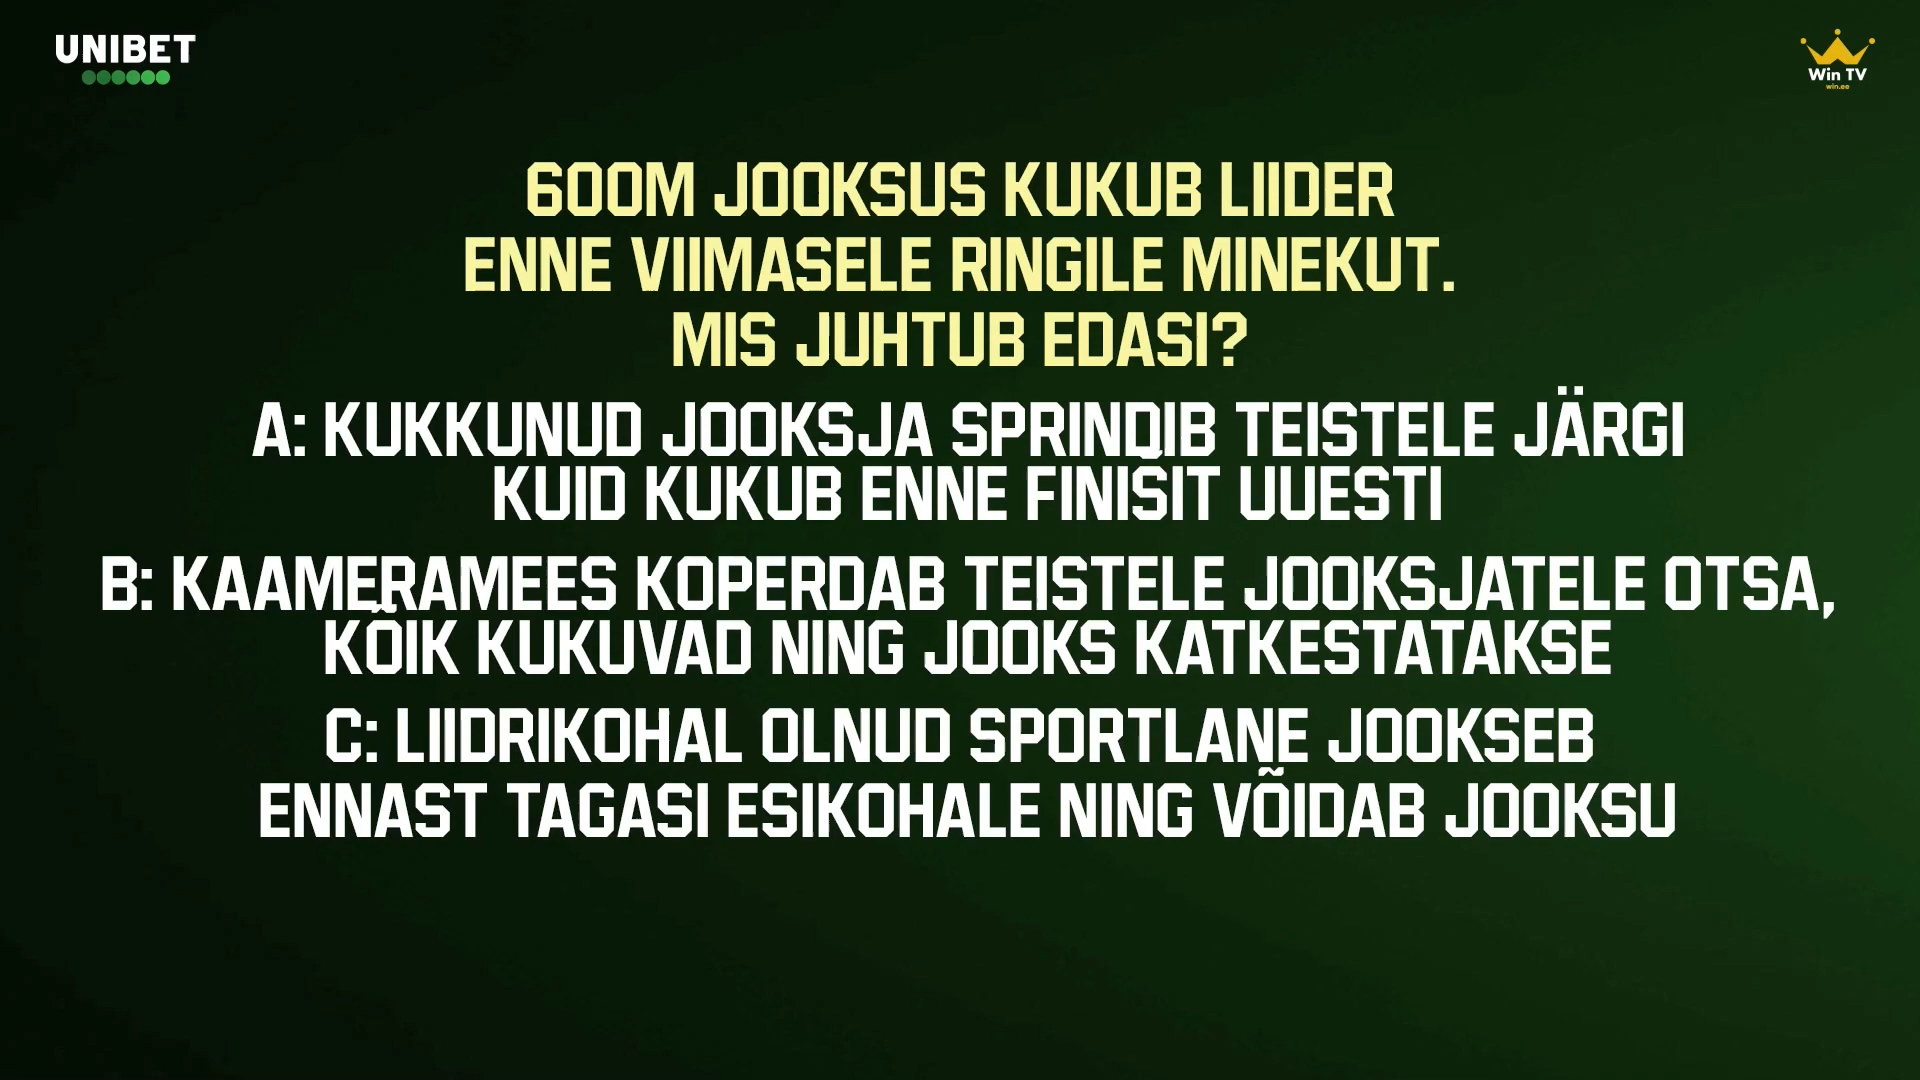 UNIBET
Win TV
win.ee
600M JOOKSUS KUKUB LIIDER
ENNE VIIMASELE RINGILE MINEKUT.
MIS JUHTUB EDASI?
A: KUKKUNUD JOOKSJA SPRINDIB TEISTELE JÄRGI
KUID KUKUB ENNE FINIŠIT UUESTI
B: KAAMERAMEES KOPERDAB TEISTELE JOOKSJATELE OTSA,
KÕIK KUKUVAD NING JOOKS KATKESTATAKSE
C: LIIDRIKOHAL OLNUD SPORTLANE JOOKSEB
ENNAST TAGASI ESIKOHALE NING VÕIDAB JOOKSU